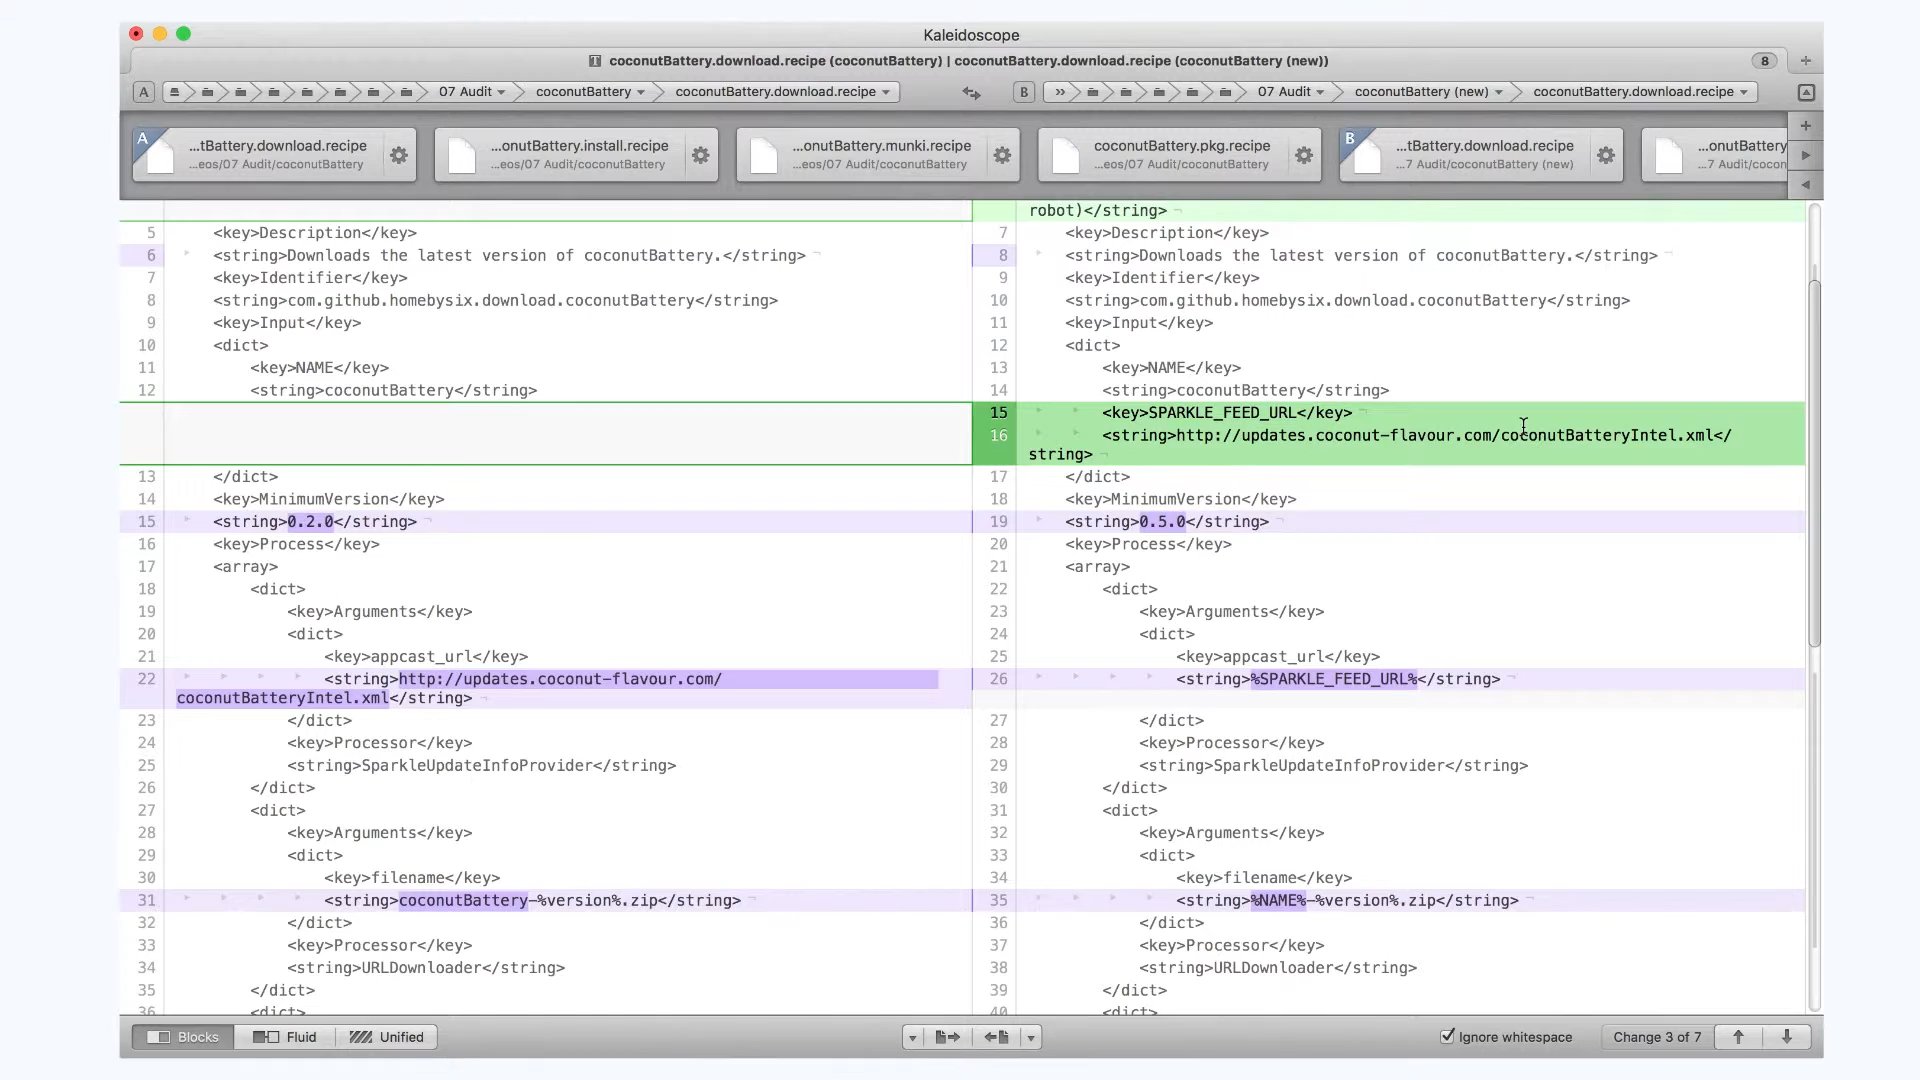 Kaleidoscope
coconutBattery.download.recipe (coconutBattery) | coconutBattery.download.recipe (coconutBattery (new))
8
A
07 Audit
coconutBattery
coconutBattery.download.recipe
B
07 Audit
coconutBattery (new)
coconutBattery.download.recipe
A
...tBattery.download.recipe
...eos/07 Audit/coconutBattery
...onutBattery.install.recipe
...eos/07 Audit/coconutBattery
...onutBattery.munki.recipe
...eos/07 Audit/coconutBattery
coconutBattery.pkg.recipe
...eos/07 Audit/coconutBattery
B
...tBattery.download.recipe
...7 Audit/coconutBattery (new)
...onutBattery
...7 Audit/coconu
5 <key>Description</key>
6 <string>Downloads the latest version of coconutBattery.</string>
7 <key>Identifier</key>
8 <string>com.github.homebysix.download.coconutBattery</string>
9 <key>Input</key>
10 <dict>
11 <key>NAME</key>
12 <string>coconutBattery</string>
13 </dict>
14 <key>MinimumVersion</key>
15 <string>0.2.0</string>
16 <key>Process</key>
17 <array>
18 <dict>
19 <key>Arguments</key>
20 <dict>
21 <key>appcast_url</key>
22 <string>http://updates.coconut-flavour.com/
coconutBatteryIntel.xml</string>
23 </dict>
24 <key>Processor</key>
25 <string>SparkleUpdateInfoProvider</string>
26 </dict>
27 <dict>
28 <key>Arguments</key>
29 <dict>
30 <key>filename</key>
31 <string>coconutBattery-%version%.zip</string>
32 </dict>
33 <key>Processor</key>
34 <string>URLDownloader</string>
35 </dict>
36 <dict>
robot)</string>
7 <key>Description</key>
8 <string>Downloads the latest version of coconutBattery.</string>
9 <key>Identifier</key>
10 <string>com.github.homebysix.download.coconutBattery</string>
11 <key>Input</key>
12 <dict>
13 <key>NAME</key>
14 <string>coconutBattery</string>
15 <key>SPARKLE_FEED_URL</key>
16 <string>http://updates.coconut-flavour.com/coconutBatteryIntel.xml</
string>
17 </dict>
18 <key>MinimumVersion</key>
19 <string>0.5.0</string>
20 <key>Process</key>
21 <array>
22 <dict>
23 <key>Arguments</key>
24 <dict>
25 <key>appcast_url</key>
26 <string>%SPARKLE_FEED_URL%</string>
27 </dict>
28 <key>Processor</key>
29 <string>SparkleUpdateInfoProvider</string>
30 </dict>
31 <dict>
32 <key>Arguments</key>
33 <dict>
34 <key>filename</key>
35 <string>%NAME%-%version%.zip</string>
36 </dict>
37 <key>Processor</key>
38 <string>URLDownloader</string>
39 </dict>
40 <dict>
Blocks
Fluid
Unified
Ignore whitespace
Change 3 of 7